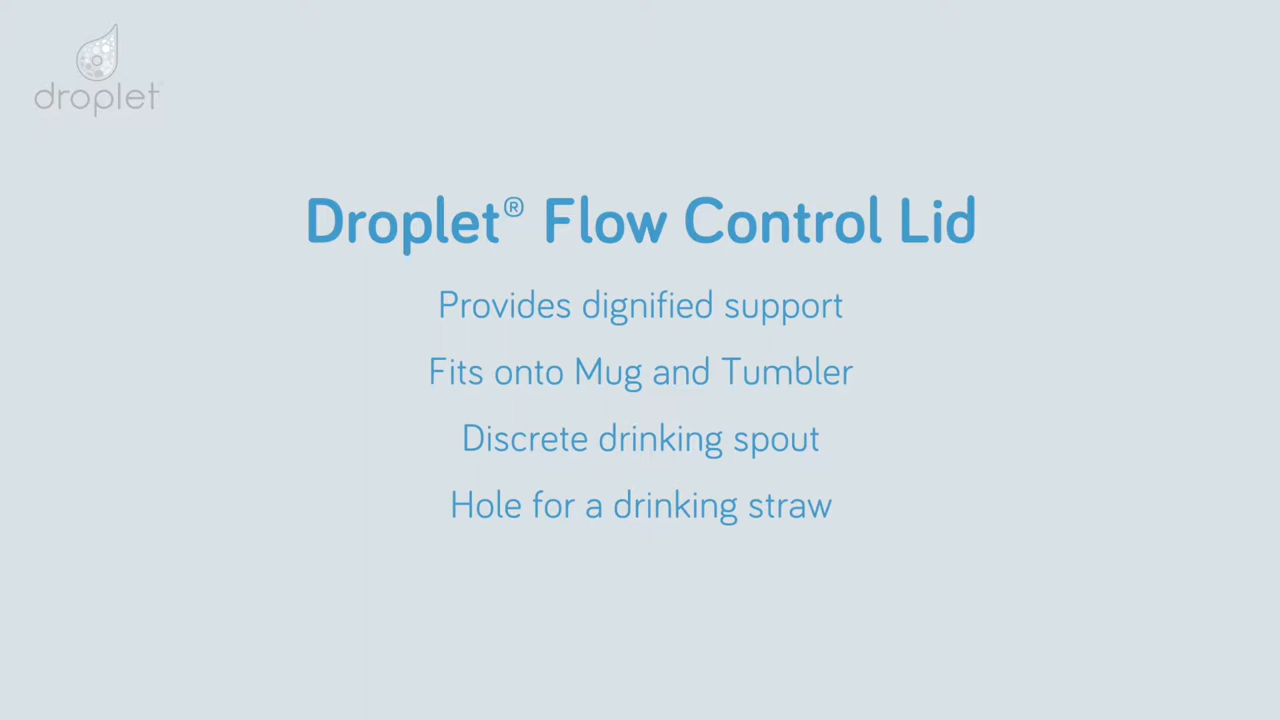 droplet
Droplet® Flow Control Lid
Provides dignified support
Fits onto Mug and Tumbler
Discrete drinking spout
Hole for a drinking straw